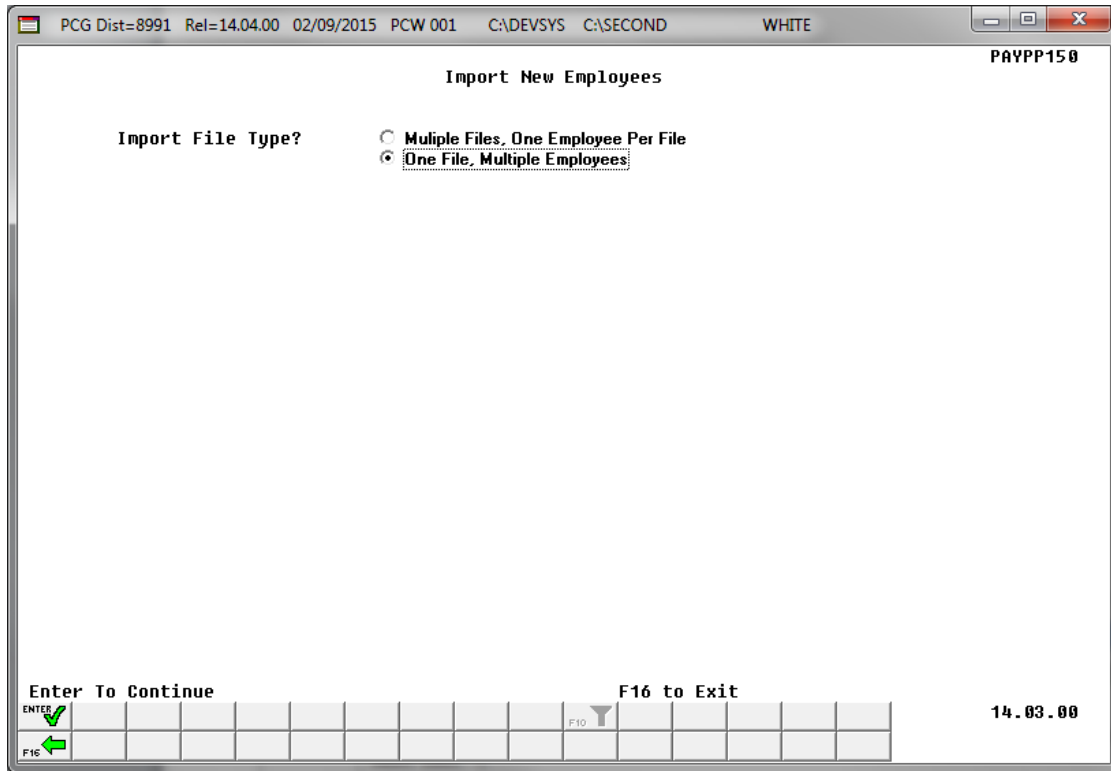 PCG Dist=8991 Rel=14.04.00 02/09/2015 PCW 001 C:\DEVSYS C:\SECOND WHITE
PAYPP150
Import New Employees
Import File Type? Muliple Files, One Employee Per File
One File, Multiple Employees
Enter To Continue F16 to Exit
ENTER F10 14.03.00
F16